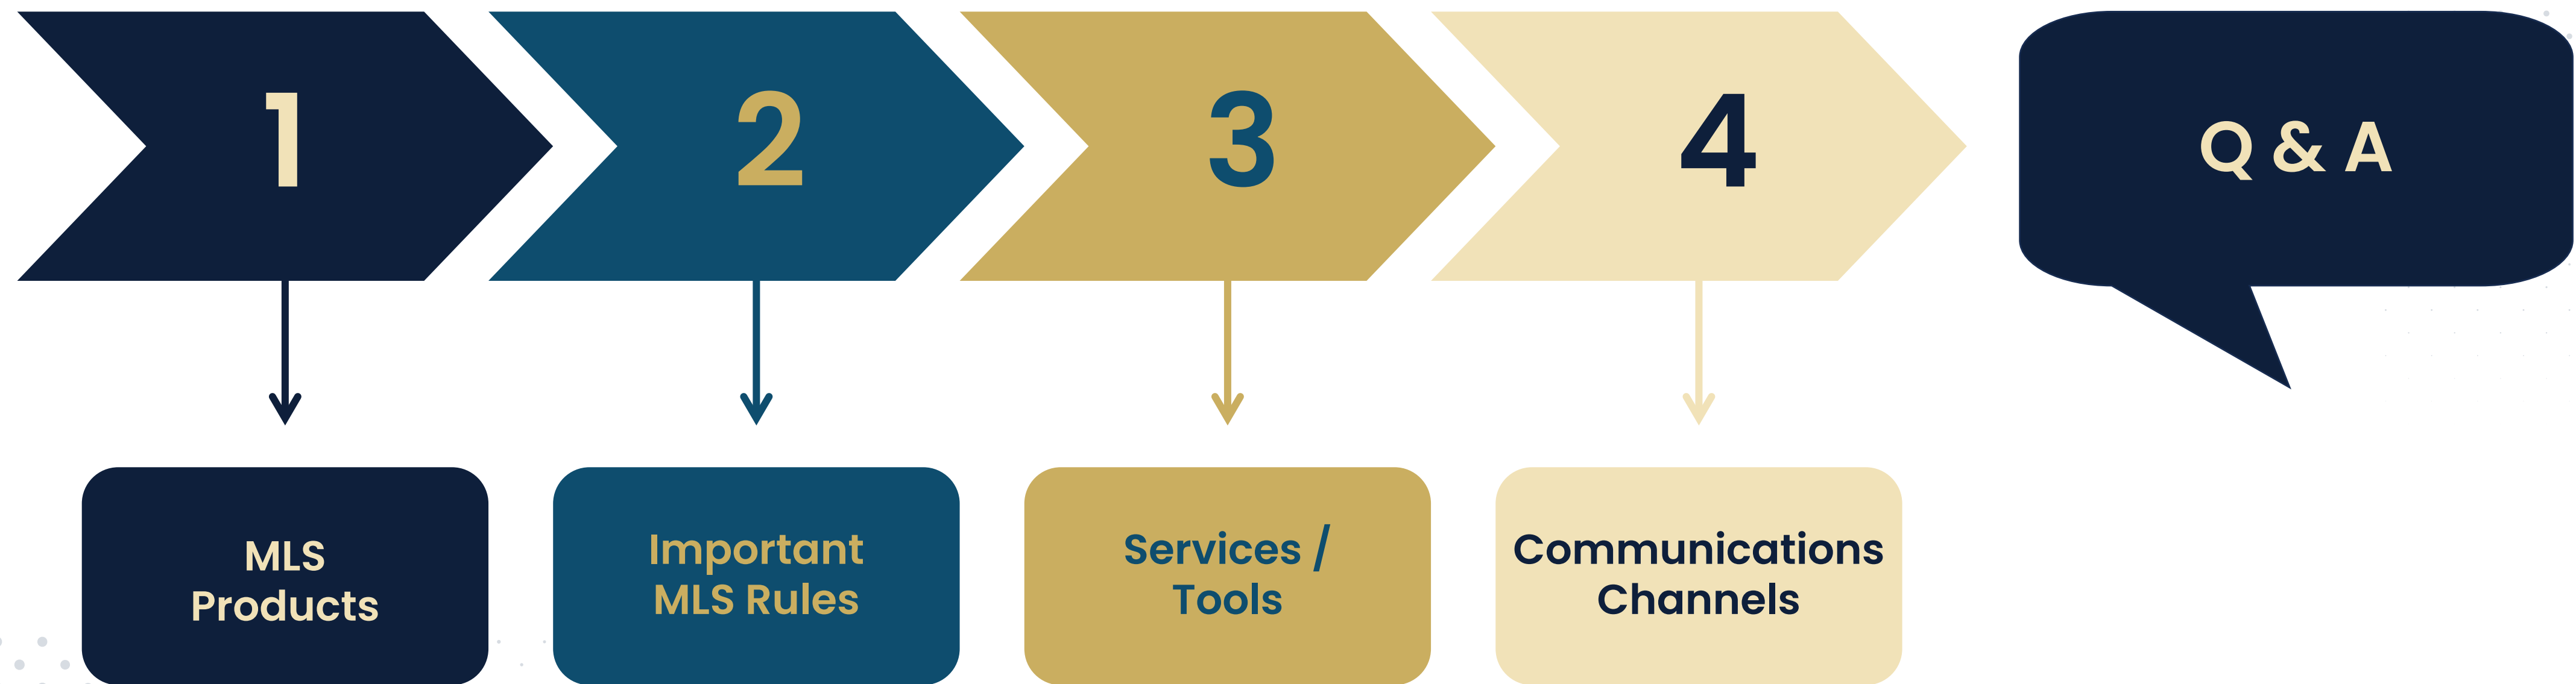 1
2
3
4
Q & A
MLS
Products
Important
MLS Rules
Services /
Tools
Communications
Channels